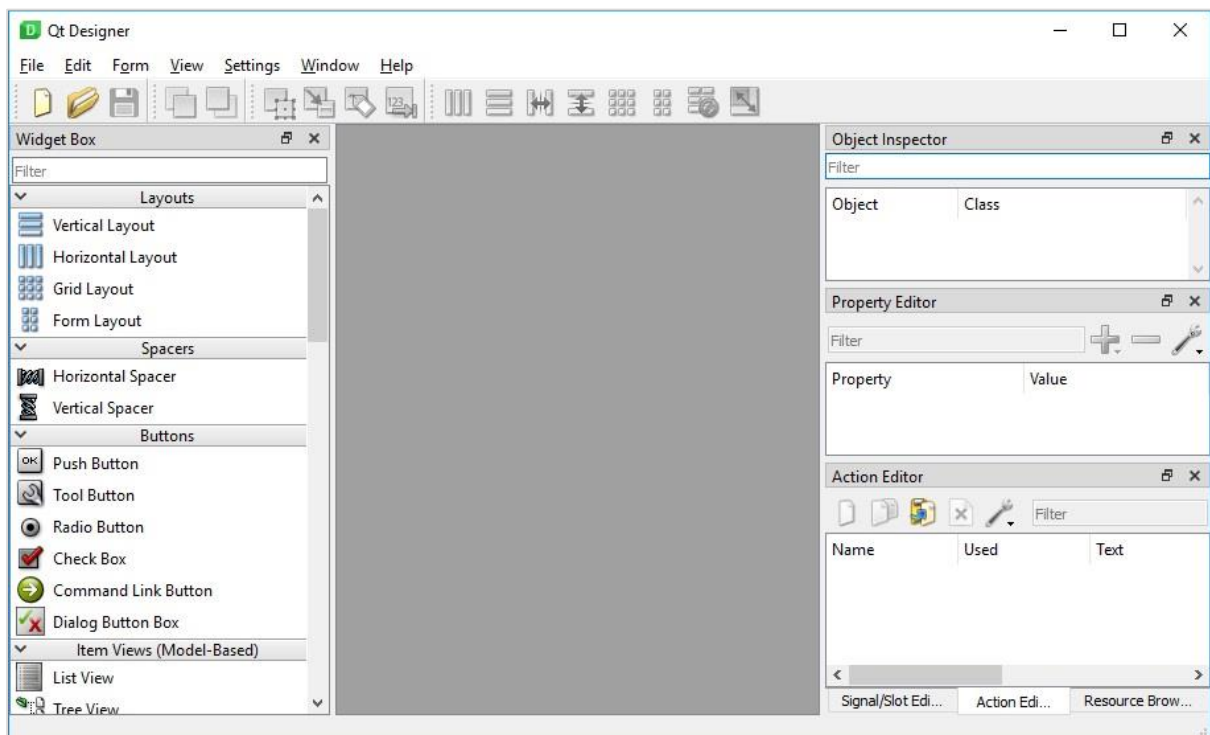 Qt Designer
File Edit Form View Settings Window Help
Widget Box
Filter
Layouts
Vertical Layout
Horizontal Layout
Grid Layout
Form Layout
Spacers
Horizontal Spacer
Vertical Spacer
Buttons
OK Push Button
Tool Button
Radio Button
Check Box
Command Link Button
Dialog Button Box
Item Views (Model-Based)
List View
Tree View
Object Inspector
Filter
Object Class
Property Editor
Filter
Property Value
Action Editor
Filter
Name Used Text
Signal/Slot Edi... Action Edi... Resource Brow...